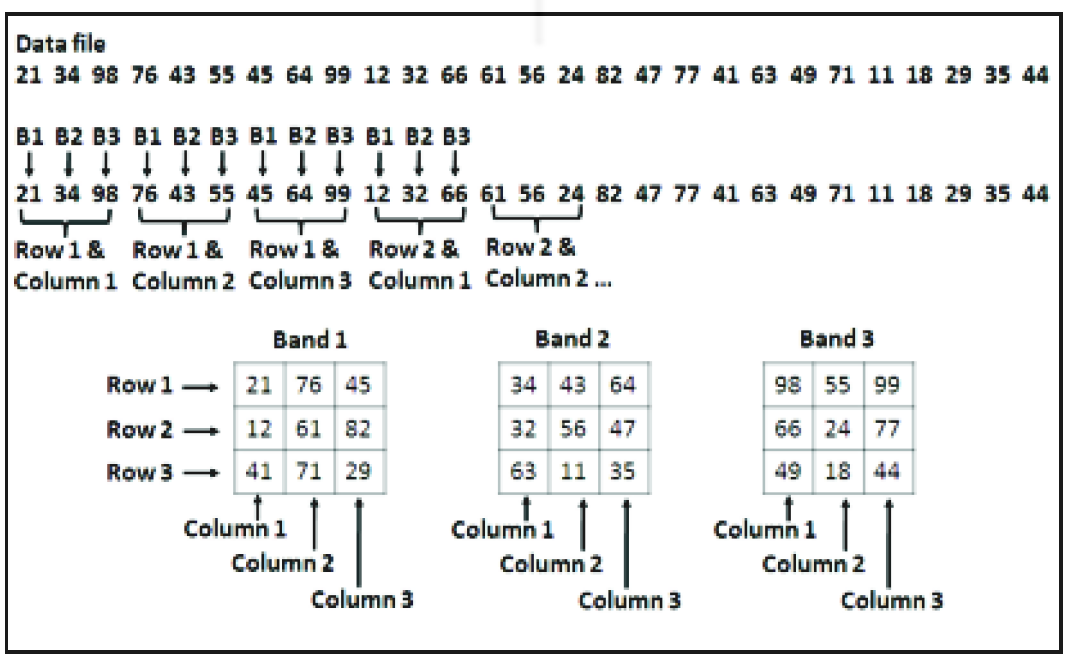 Data file
21 34 98 76 43 55 45 64 99 12 32 66 61 56 24 82 47 77 41 63 49 71 11 18 29 35 44
B1 B2 B3 B1 B2 B3 B1 B2 B3 B1 B2 B3
21 34 98 76 43 55 45 64 99 12 32 66 61 56 24 82 47 77 41 63 49 71 11 18 29 35 44
Row 1 & Row 1 & Row 1 & Row 2 & Row 2 &
Column 1 Column 2 Column 3 Column 1 Column 2 ...
Band 1 Band 2 Band 3
Row 1 21 76 45 34 43 64 98 55 99
Row 2 12 61 82 32 56 47 66 24 77
Row 3 41 71 29 63 11 35 49 18 44
Column 1 Column 1 Column 1
Column 2 Column 2 Column 2
Column 3 Column 3 Column 3